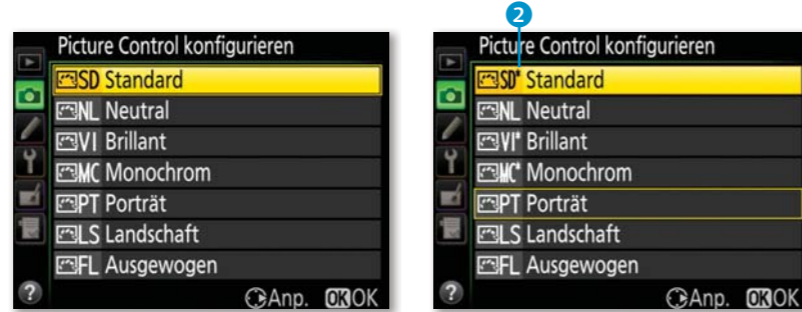 2
Picture Control konfigurieren
SD Standard
NL Neutral
VI Brillant
MC Monochrom
PT Porträt
LS Landschaft
FL Ausgewogen
? Anp. OK OK
Picture Control konfigurieren
SD* Standard
NL Neutral
VI* Brillant
MC* Monochrom
PT Porträt
LS Landschaft
FL Ausgewogen
? Anp. OK OK